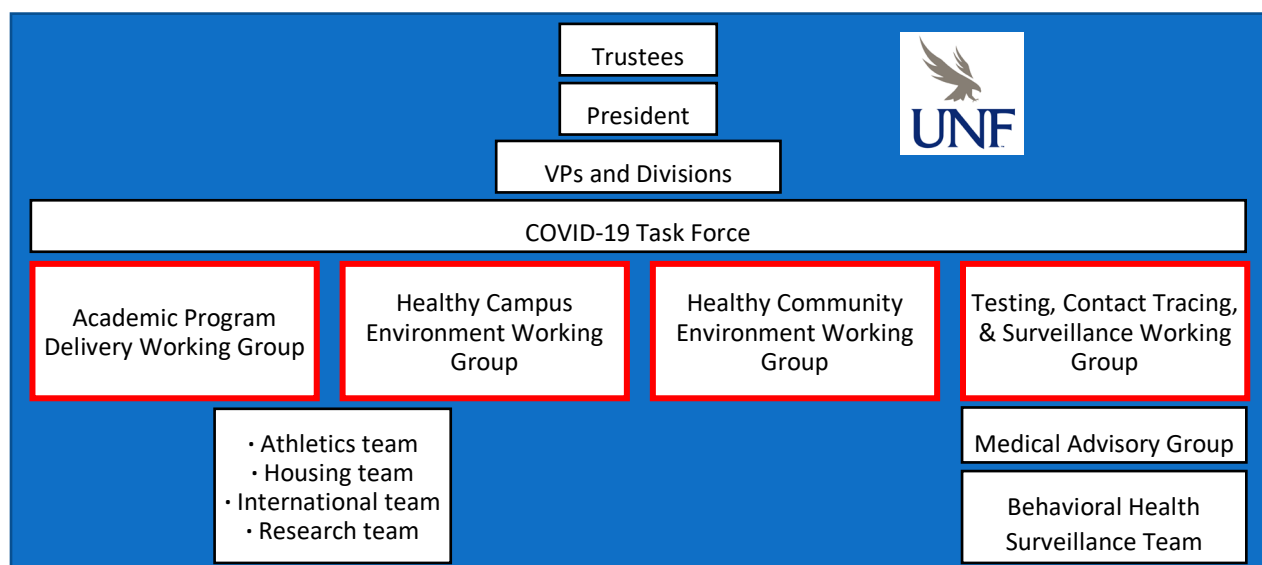 Trustees
UNF
President
VPs and Divisions
COVID-19 Task Force
Academic Program
Delivery Working Group
Healthy Campus
Environment Working
Group
Healthy Community
Environment Working
Group
Testing, Contact Tracing,
& Surveillance Working
Group
· Athletics team
· Housing team
· International team
· Research team
Medical Advisory Group
Behavioral Health
Surveillance Team